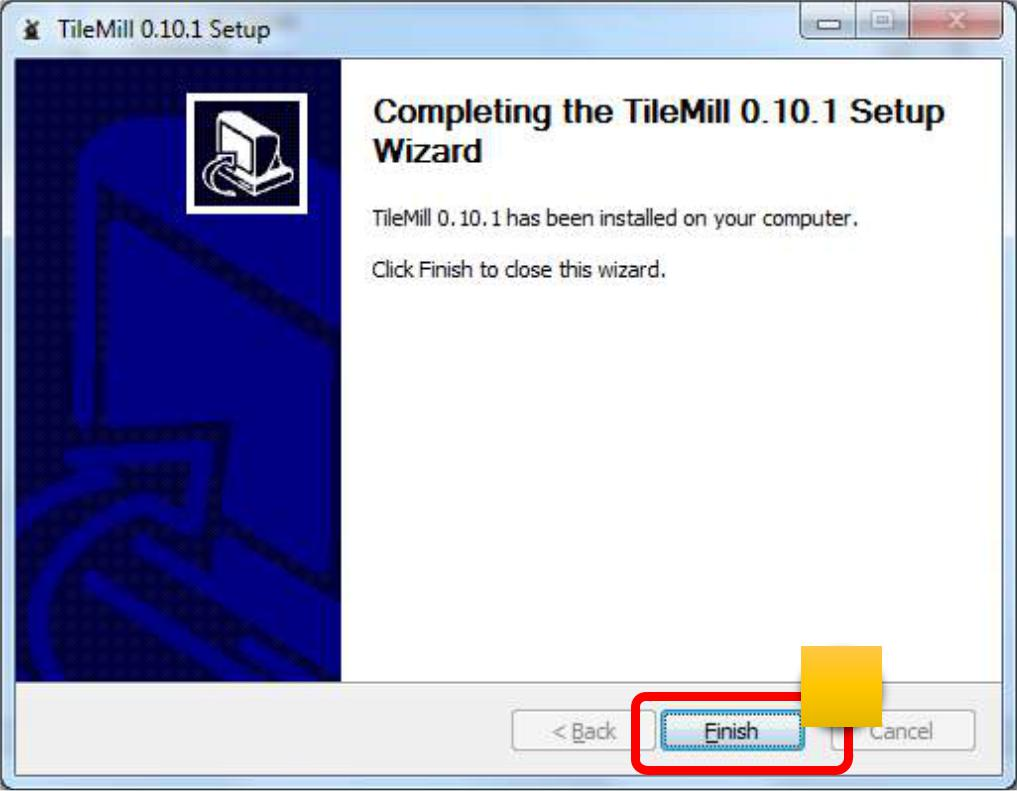 TileMill 0.10.1 Setup
Completing the TileMill 0.10.1 Setup
Wizard
TileMill 0.10.1 has been installed on your computer.
Click Finish to close this wizard.
< Back
Finish
Cancel